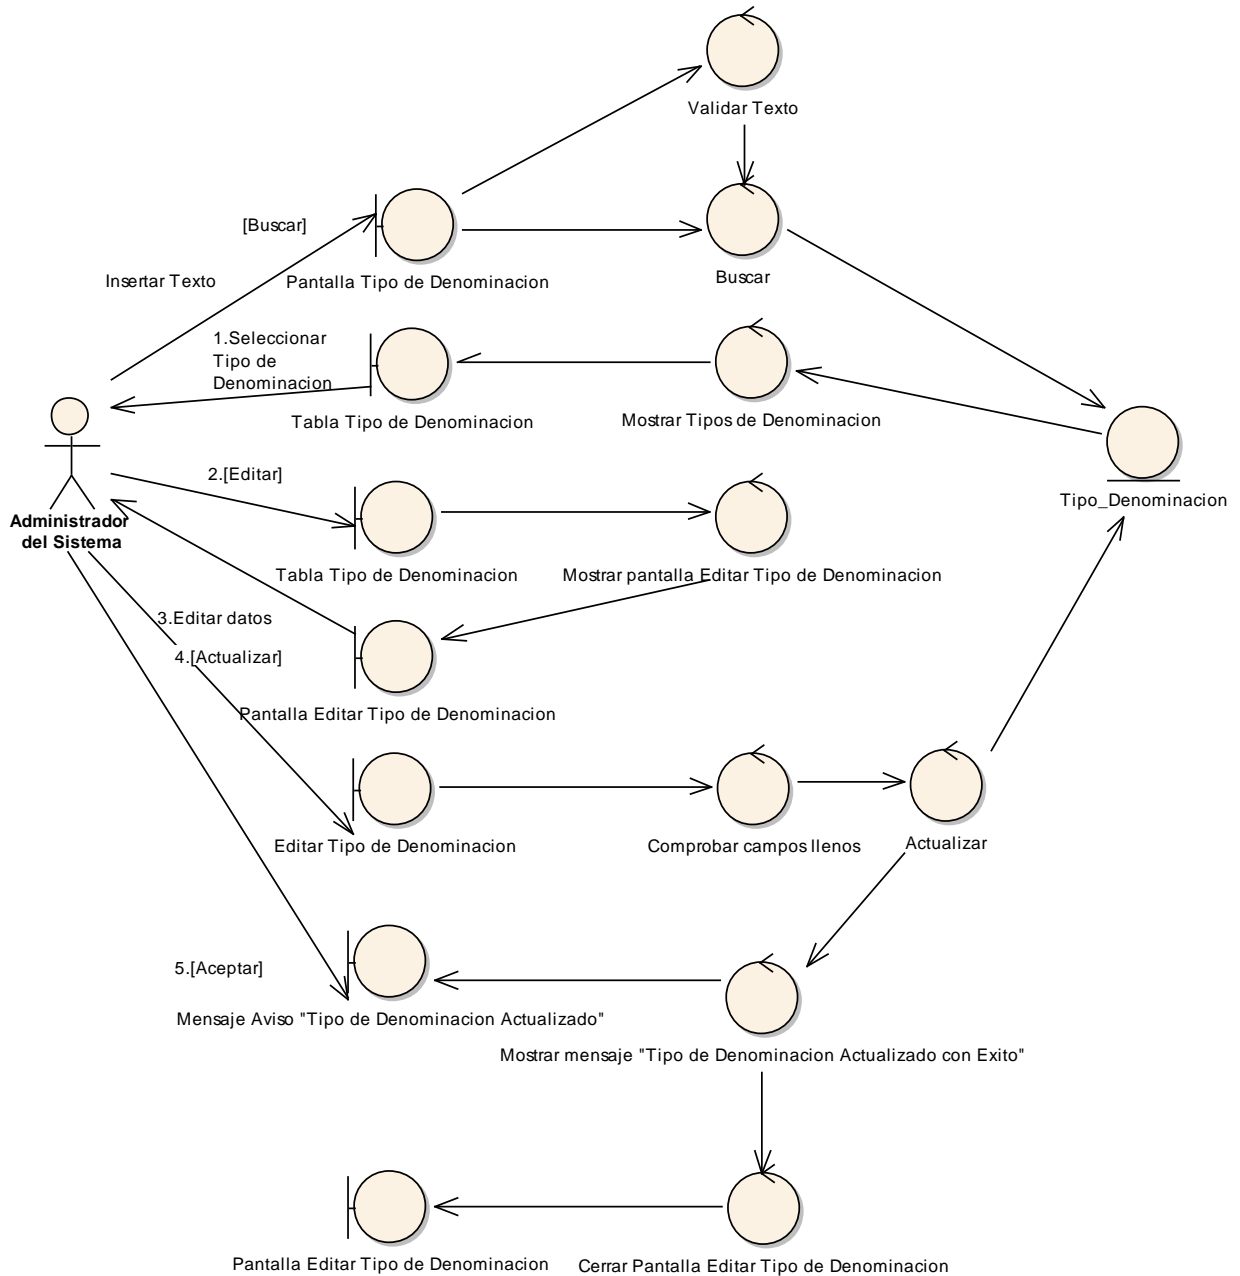 Validar Texto
[Buscar]
Insertar Texto
Pantalla Tipo de Denominacion
Buscar
1.Seleccionar
Tipo de
Denominacion
Tabla Tipo de Denominacion
Mostrar Tipos de Denominacion
2.[Editar]
Tipo_Denominacion
Administrador
del Sistema
Tabla Tipo de Denominacion
Mostrar pantalla Editar Tipo de Denominacion
3.Editar datos
4.[Actualizar]
Pantalla Editar Tipo de Denominacion
Editar Tipo de Denominacion
Comprobar campos llenos
Actualizar
5.[Aceptar]
Mensaje Aviso "Tipo de Denominacion Actualizado"
Mostrar mensaje "Tipo de Denominacion Actualizado con Exito"
Pantalla Editar Tipo de Denominacion
Cerrar Pantalla Editar Tipo de Denominacion